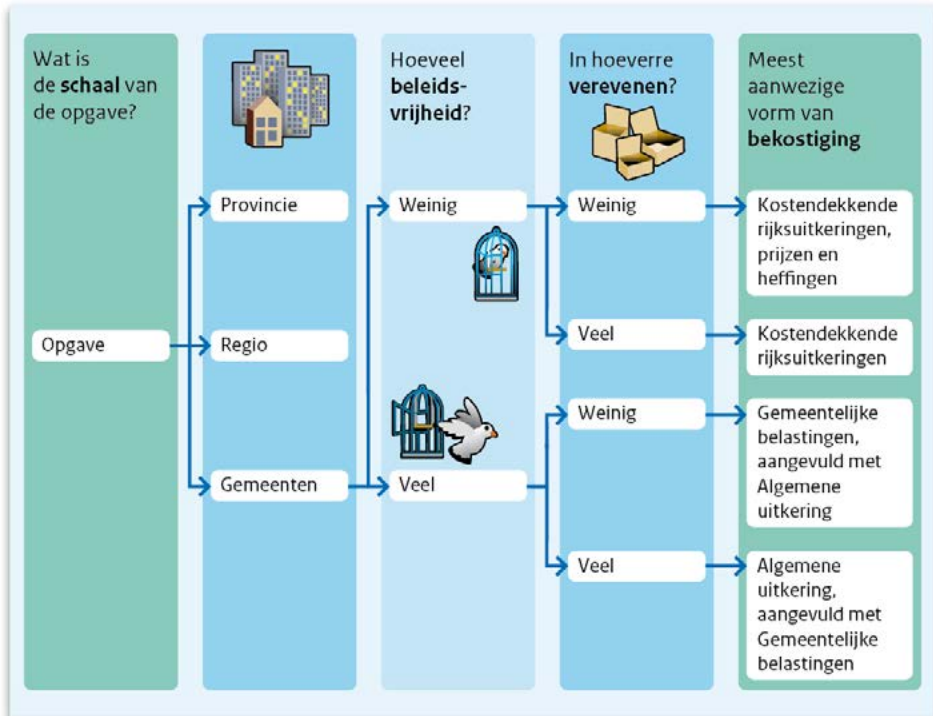 Wat is
de schaal van
de opgave?
Hoeveel
beleids-
vrijheid?
In hoeverre
verevenen?
Meest
aanwezige
vorm van
bekostiging
Opgave
Provincie
Regio
Gemeenten
Weinig
Veel
Weinig
Veel
Weinig
Veel
Kostendekkende
rijksuitkeringen,
prijzen en
heffingen
Kostendekkende
rijksuitkeringen
Gemeentelijke
belastingen,
aangevuld met
Algemene
uitkering
Algemene
uitkering,
aangevuld met
Gemeentelijke
belastingen